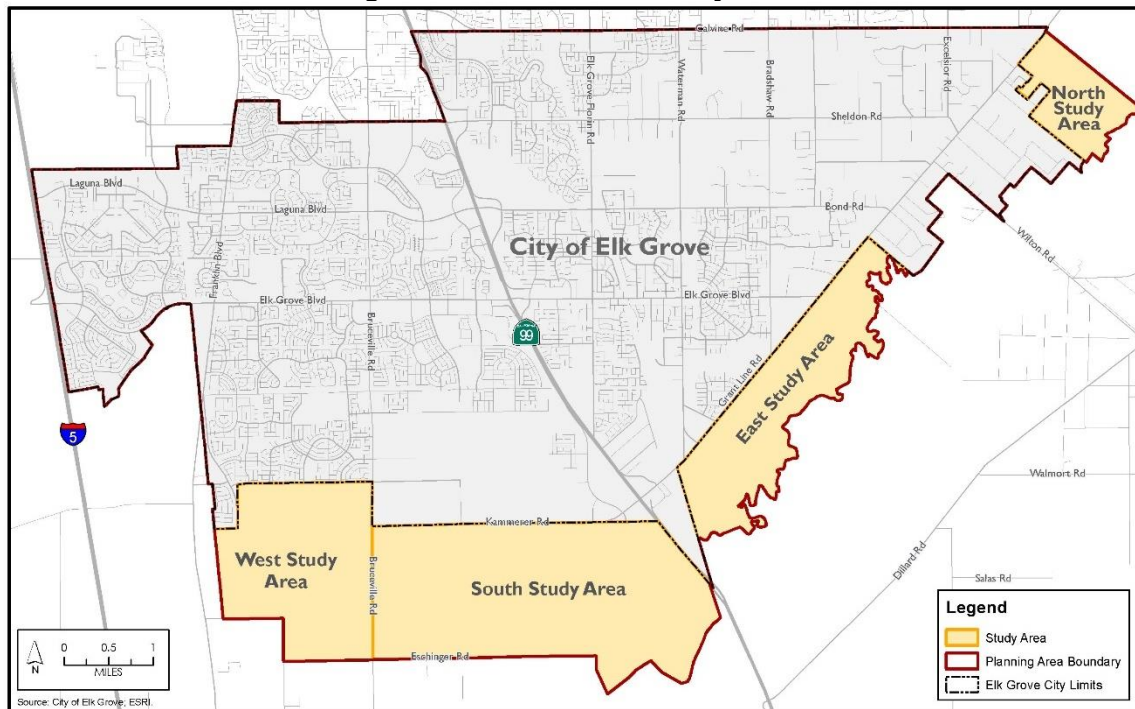 Calvine Rd
Elk Grove Florin Rd
Waterman Rd
Bradshaw Rd
Excelsior Rd
North Study
Area
Sheldon Rd
Laguna Blvd
Laguna Blvd
Bond Rd
Wilton Rd
Franklin Blvd
City of Elk Grove
Elk Grove Blvd
Elk Grove Blvd
Bruceville Rd
99
Grant Line Rd
East Study Area
5
Walmort Rd
Kammerer Rd
West Study
Area
Bruceville Rd
South Study Area
Dillard Rd
Salas Rd
Eschinger Rd
Legend
Study Area
Planning Area Boundary
Elk Grove City Limits
N
0 0.5 1
MILES
Source: City of Elk Grove, ESRI.